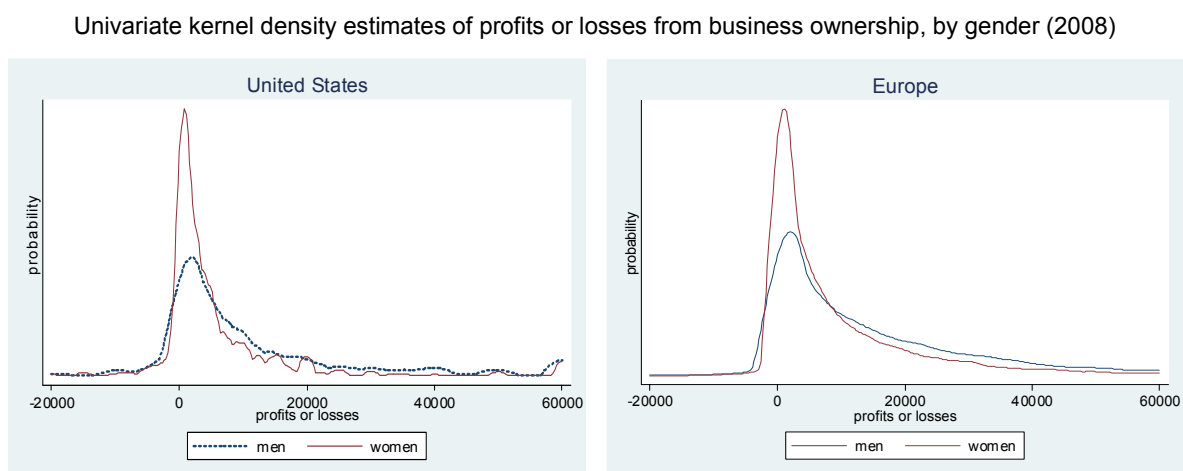 Univariate kernel density estimates of profits or losses from business ownership, by gender (2008)
United States
probability
-20000 0 20000 40000 60000
profits or losses
men women
Europe
probability
-20000 0 20000 40000 60000
profits or losses
men women